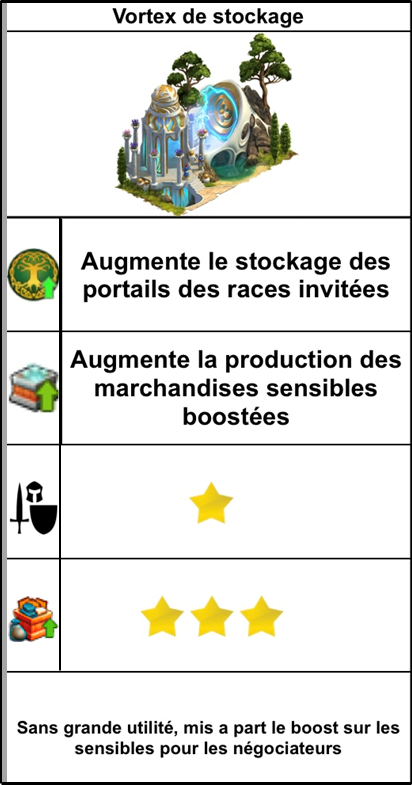 Vortex de stockage
Augmente le stockage des
portails des races invitées
Augmente la production des
marchandises sensibles
boostées
Sans grande utilité, mis a part le boost sur les
sensibles pour les négociateurs